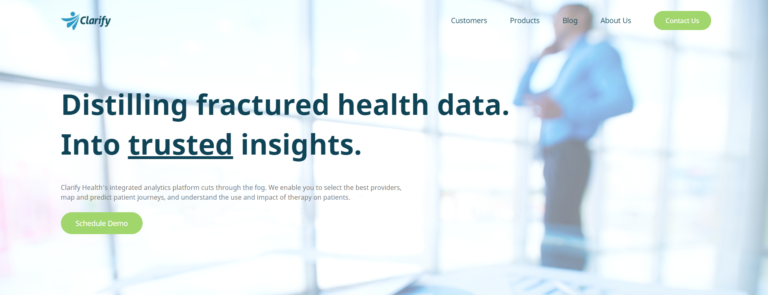 Clarify
Customers Products Blog About Us Contact Us
Distilling fractured health data.
Into trusted insights.
Clarify Health's integrated analytics platform cuts through the fog. We enable you to select the best providers,
map and predict patient journeys, and understand the use and impact of therapy on patients.
Schedule Demo